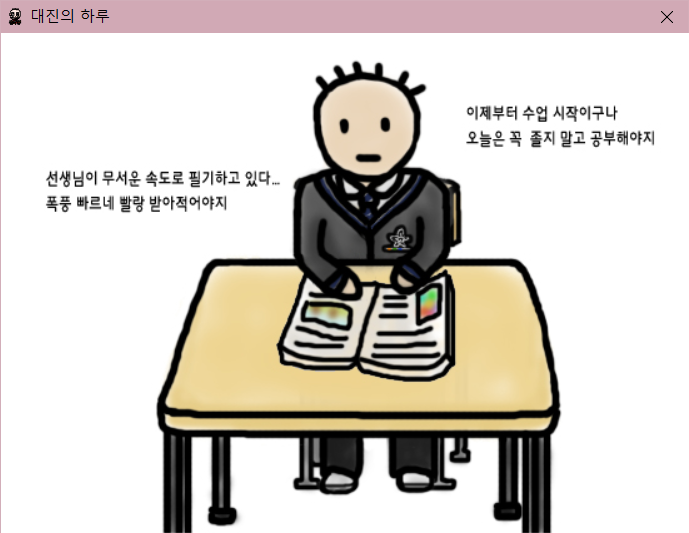 대진의 하루
이제부터 수업 시작이구나
오늘은 꼭 졸지 말고 공부해야지
선생님이 무서운 속도로 필기하고 있다...
폭풍 빠르네 빨랑 받아적어야지